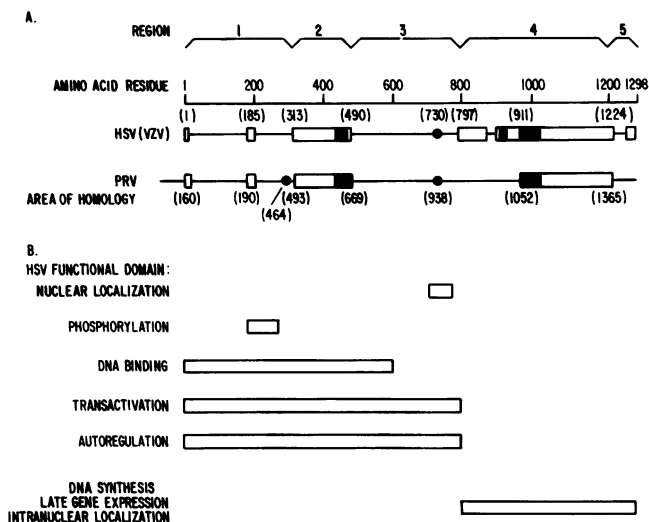 A.
REGION 1 2 3 4 5
AMINO ACID RESIDUE 1 200 400 600 800 1000 1200 1298
(1) (185) (313) (490) (730) (797) (911) (1224)
HSV (VZV)
PRV
AREA OF HOMOLOGY (160) (190) (493) (669) (938) (1052) (1365)
(464)
B.
HSV FUNCTIONAL DOMAIN:
NUCLEAR LOCALIZATION
PHOSPHORYLATION
DNA BINDING
TRANSACTIVATION
AUTOREGULATION
DNA SYNTHESIS
LATE GENE EXPRESSION
INTRANUCLEAR LOCALIZATION